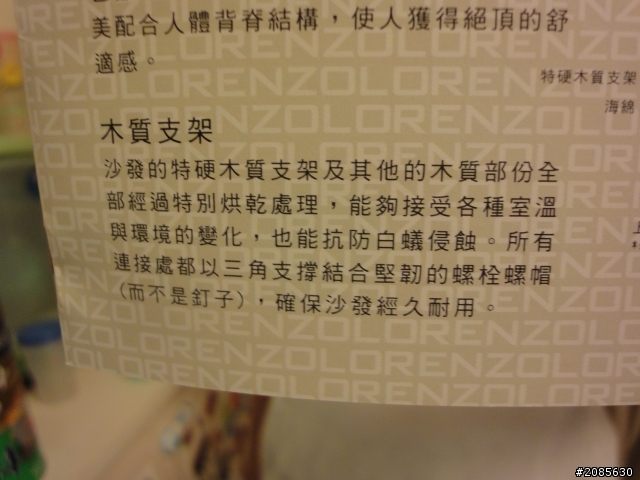 美配合人體背脊結構，使人獲得絕頂的舒
適感。
特硬木質支架
海綿
木質支架
沙發的特硬木質支架及其他的木質部份全
部經過特別烘乾處理，能夠接受各種室溫
與環境的變化，也能抗防白蟻侵蝕。所有
連接處都以三角支撐結合堅韌的螺栓螺帽
（而不是釘子），確保沙發經久耐用。
LORENZO
#2085630